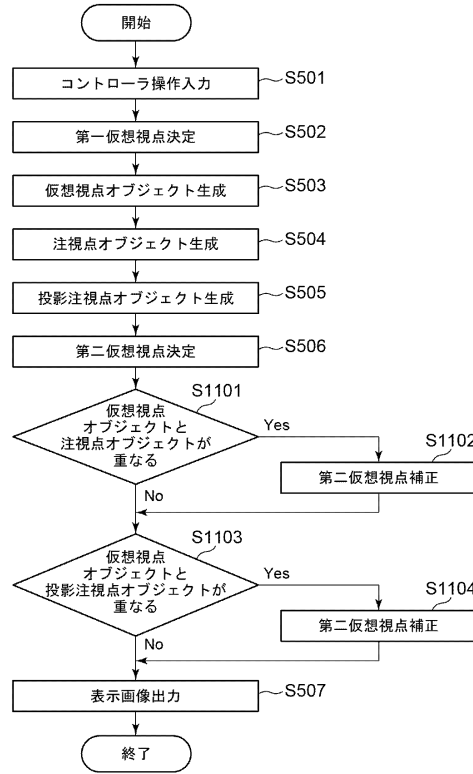 開始
コントローラ操作入力
S501
第一仮想視点決定
S502
仮想視点オブジェクト生成
S503
注視点オブジェクト生成
S504
投影注視点オブジェクト生成
S505
第二仮想視点決定
S506
S1101
仮想視点
オブジェクトと
注視点オブジェクトが
重なる
Yes
S1102
第二仮想視点補正
No
S1103
仮想視点
オブジェクトと
投影注視点オブジェクトが
重なる
Yes
S1104
第二仮想視点補正
No
表示画像出力
S507
終了